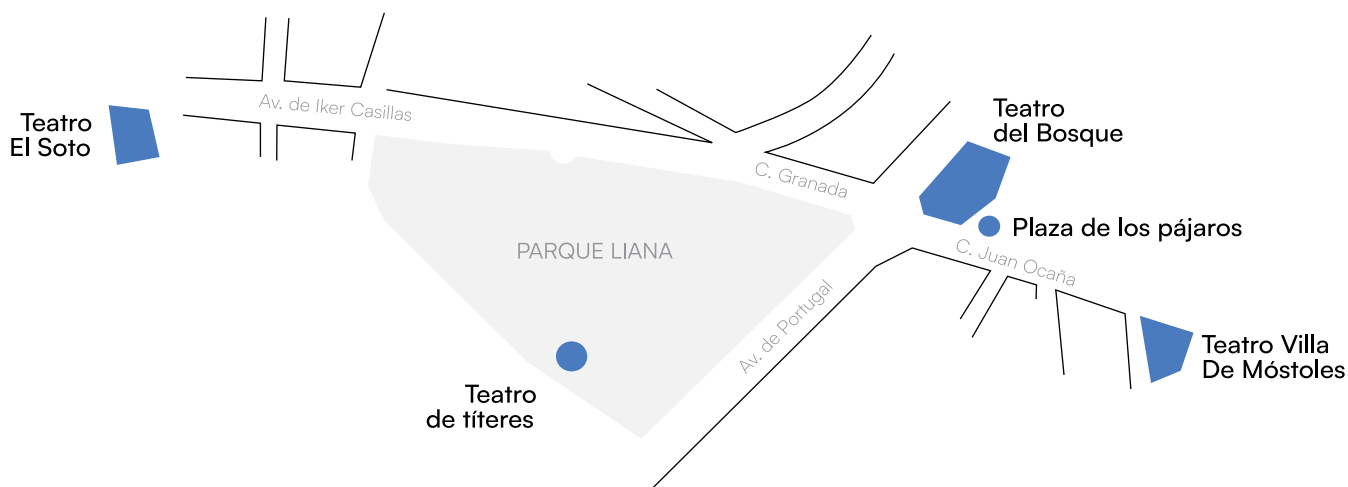 Teatro
El Soto
Av. de Iker Casillas
Teatro
del Bosque
C. Granada
Plaza de los pájaros
PARQUE LIANA
C. Juan Ocaña
Av. de Portugal
Teatro Villa
De Móstoles
Teatro
de títeres